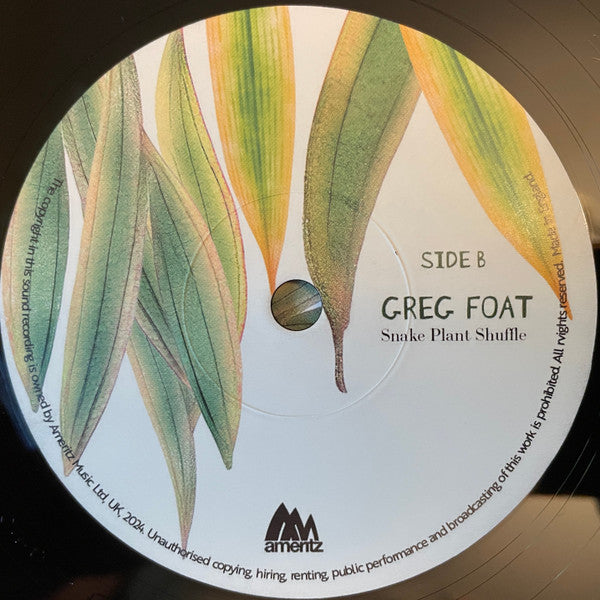 SIDE B
GREG FOAT
Snake Plant Shuffle
ameritz
The copyright in this sound recording is owned by Ameritz Music Ltd, UK, 2024. Unauthorised copying, hiring, renting, public performance and broadcasting of this work is prohibited. All rvights reserved. Made in England.